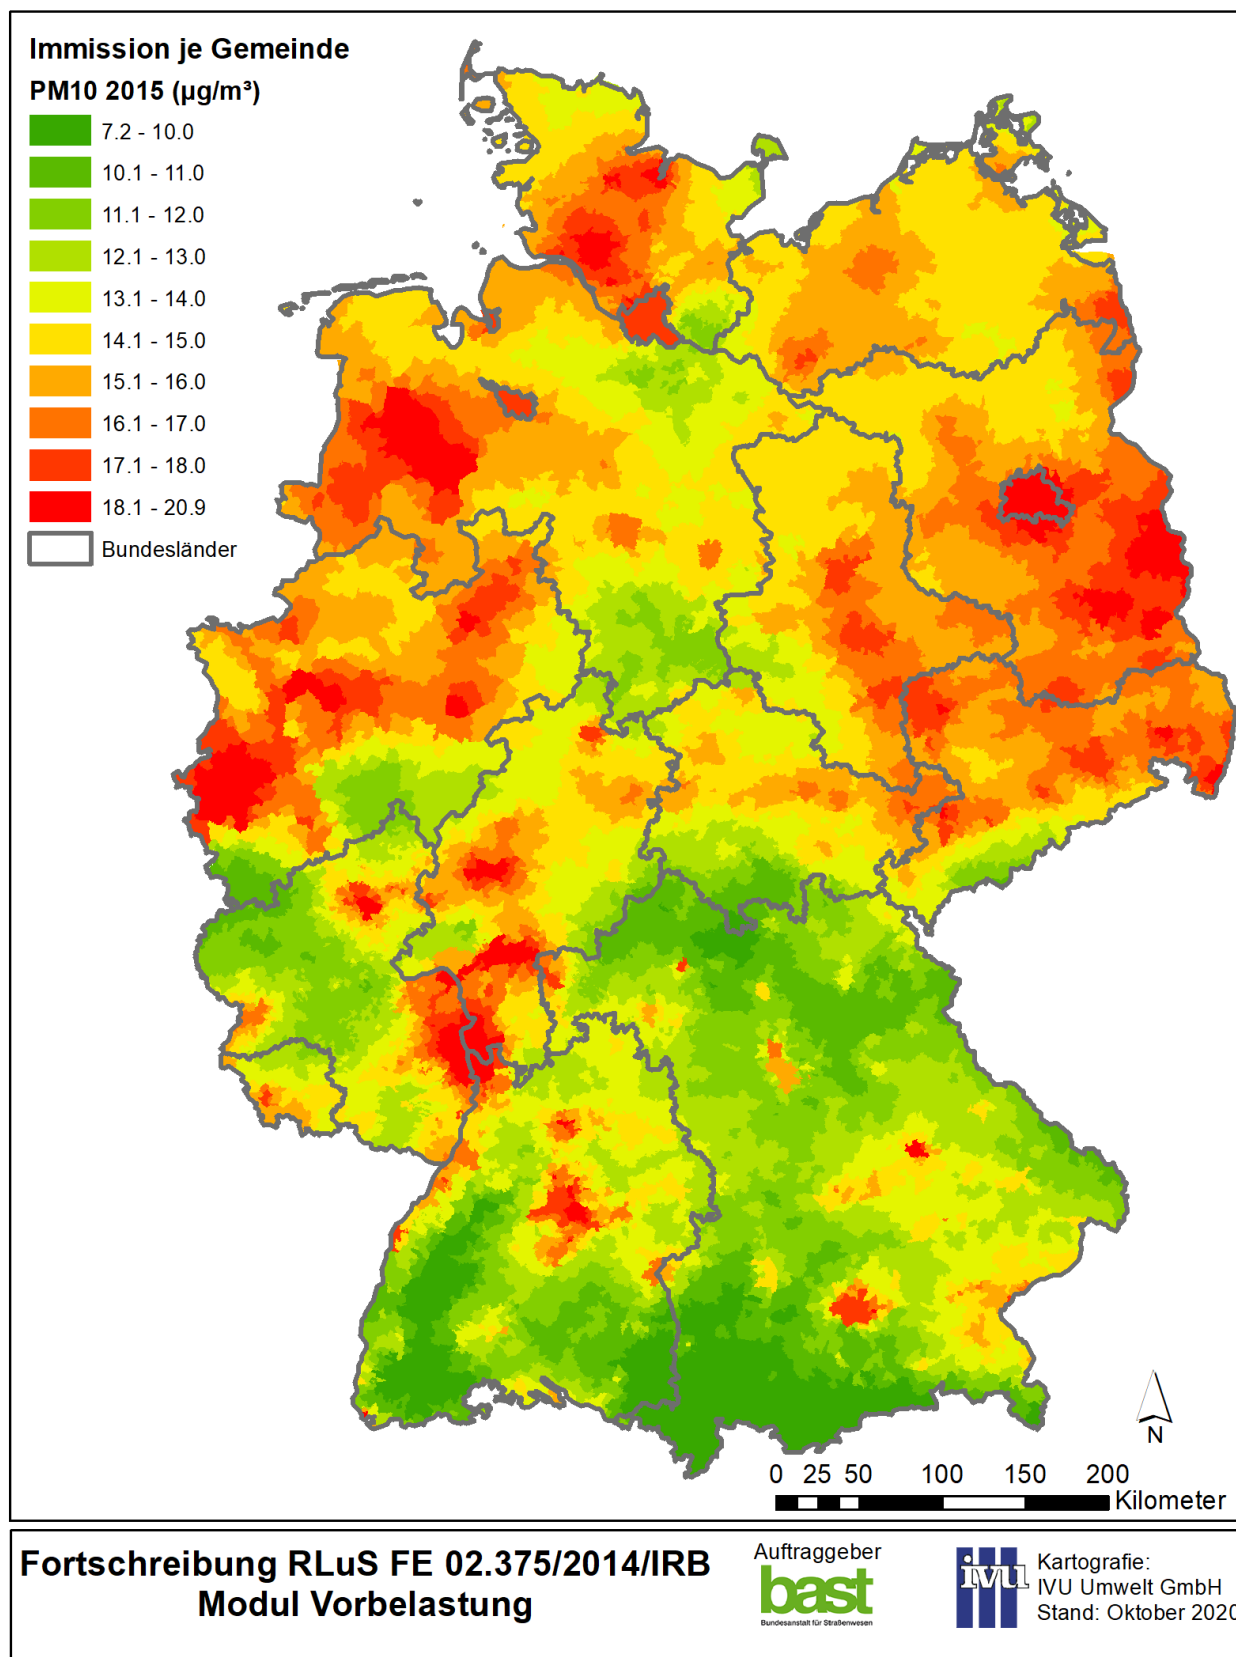 Immission je Gemeinde
PM10 2015 (µg/m³)
7.2 - 10.0
10.1 - 11.0
11.1 - 12.0
12.1 - 13.0
13.1 - 14.0
14.1 - 15.0
15.1 - 16.0
16.1 - 17.0
17.1 - 18.0
18.1 - 20.9
Bundesländer
N
0 25 50 100 150 200
Kilometer
Fortschreibung RLuS FE 02.375/2014/IRB
Modul Vorbelastung
Auftraggeber
bast
Bundesanstalt für Straßenwesen
ivu
Kartografie:
IVU Umwelt GmbH
Stand: Oktober 2020